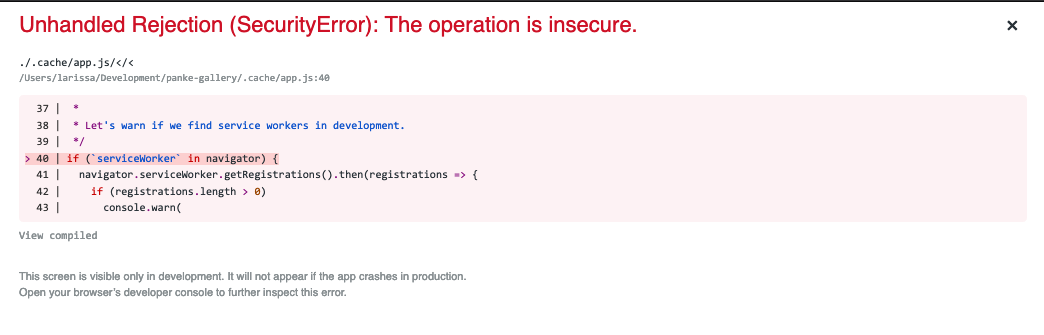 Unhandled Rejection (SecurityError): The operation is insecure.
×
./.cache/app.js/</<
/Users/larissa/Development/panke-gallery/.cache/app.js:40
37 |  *
38 |  * Let's warn if we find service workers in development.
39 |  */
> 40 | if (`serviceWorker` in navigator) {
41 |   navigator.serviceWorker.getRegistrations().then(registrations => {
42 |     if (registrations.length > 0)
43 |       console.warn(
View compiled
This screen is visible only in development. It will not appear if the app crashes in production.
Open your browser's developer console to further inspect this error.